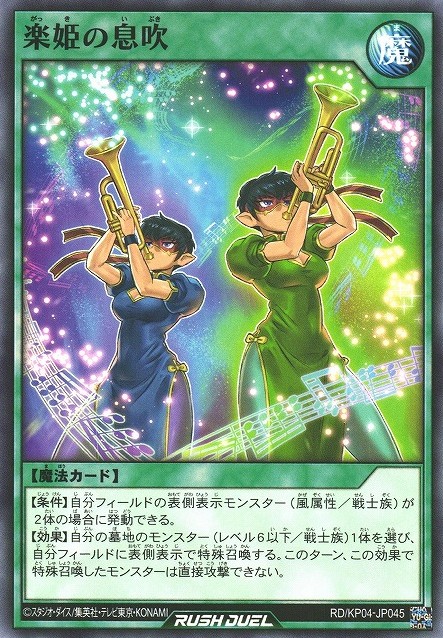 楽姫の息吹
魔
【魔法カード】
【条件】自分フィールドの表側表示モンスター(風属性/戦士族)が
2体の場合に発動できる。
【効果】自分の墓地のモンスター(レベル6以下/戦士族)1体を選び、
自分フィールドに表側表示で特殊召喚する。このターン、この効果で
特殊召喚したモンスターは直接攻撃できない。
©スタジオ・ダイス/集英社・テレビ東京・KONAMI
RUSH DUEL
RD/KP04-JP045